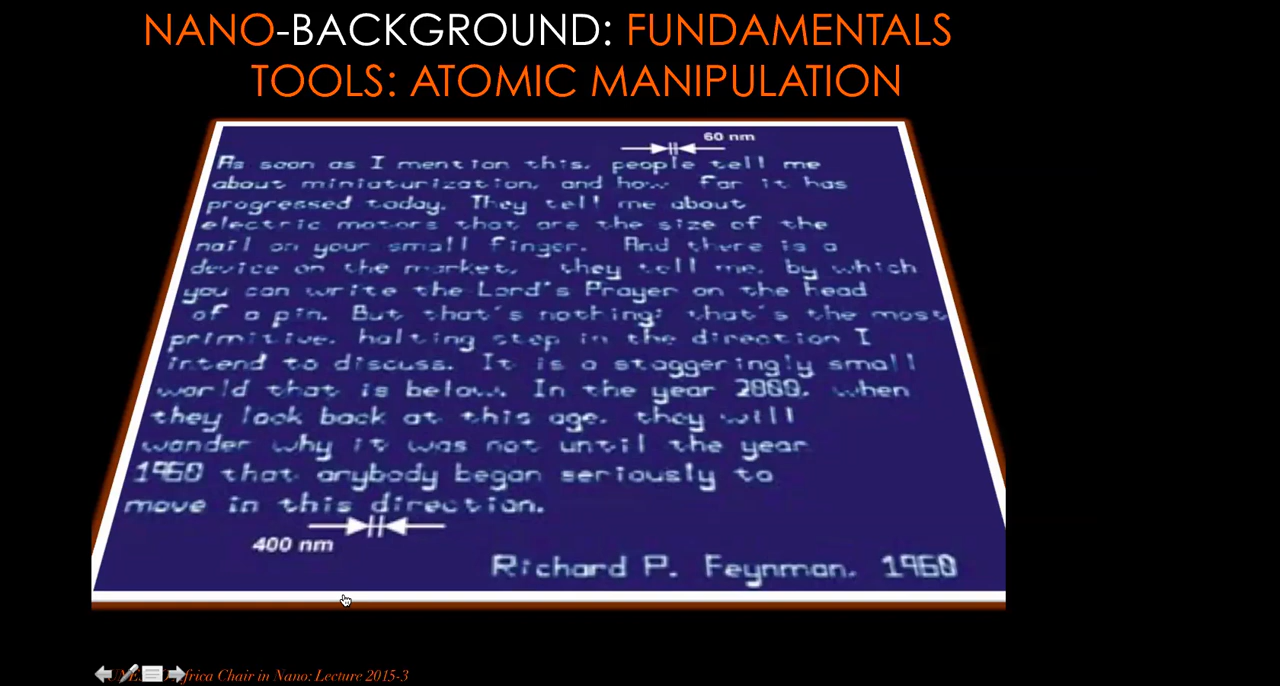 NANO-BACKGROUND: FUNDAMENTALS
TOOLS: ATOMIC MANIPULATION
60 nm
As soon as I mention this, people tell me
about miniaturization, and how far it has
progressed today. They tell me about
electric motors that are the size of the
nail on your small finger. And there is a
device on the market, they tell me, by which
you can write the Lord's Prayer on the head
of a pin. But that's nothing; that's the most
primitive, halting step in the direction I
intend to discuss. It is a staggeringly small
world that is below. In the year 2000, when
they look back at this age, they will
wonder why it was not until the year
1960 that anybody began seriously to
move in this direction.
400 nm
Richard P. Feynman, 1960
Africa Chair in Nano: Lecture 2015-3